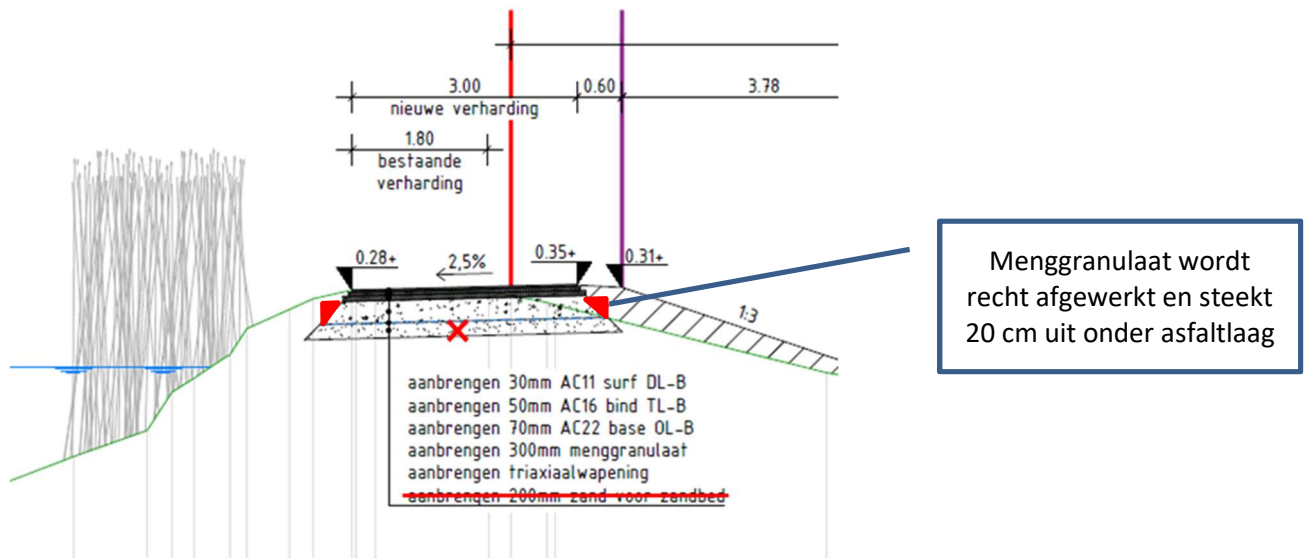 3.00
0.60
3.78
nieuwe verharding
1.80
bestaande
verharding
0.28+
2,5%
0.35+
0.31+
1:3
Menggranulaat wordt
recht afgewerkt en steekt
20 cm uit onder asfaltlaag
aanbrengen 30mm AC11 surf DL-B
aanbrengen 50mm AC16 bind TL-B
aanbrengen 70mm AC22 base OL-B
aanbrengen 300mm menggranulaat
aanbrengen triaxiaalwapening
aanbrengen 200mm zand voor zandbed